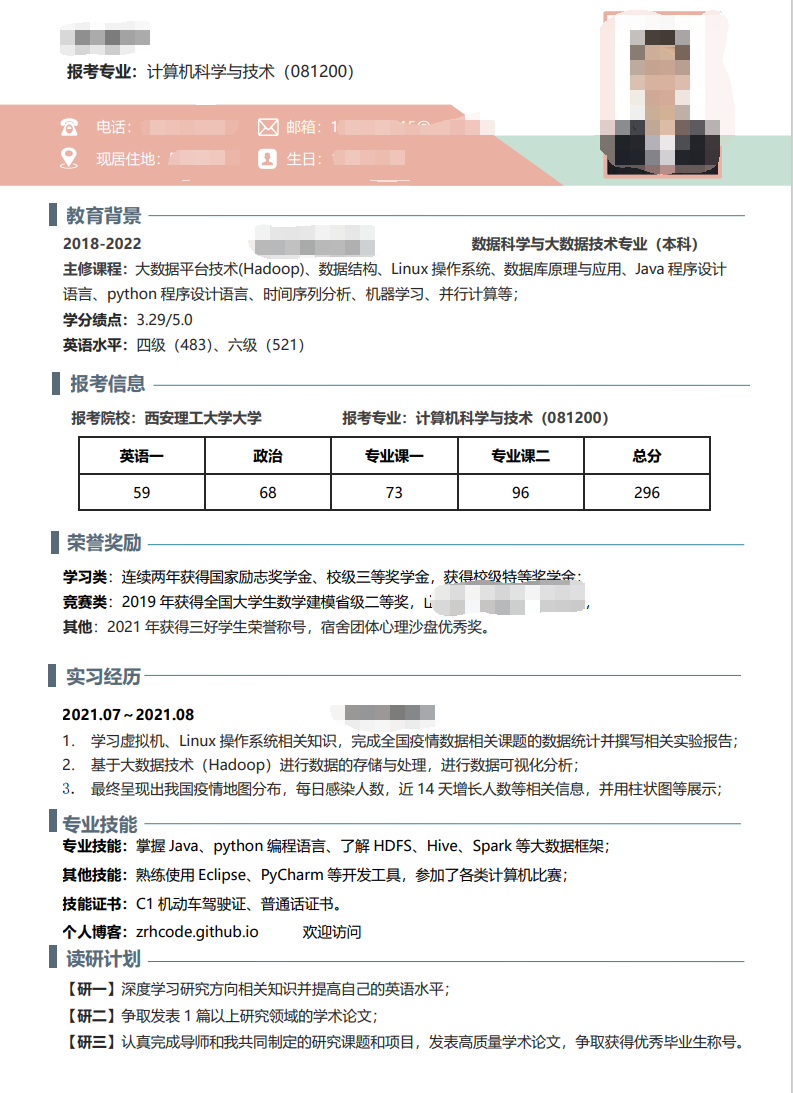 报考专业：计算机科学与技术（081200）
电话：
邮箱：1
现居住地：
生日：
教育背景
2018-2022 数据科学与大数据技术专业（本科）
主修课程：大数据平台技术(Hadoop)、数据结构、Linux 操作系统、数据库原理与应用、Java 程序设计
语言、python 程序设计语言、时间序列分析、机器学习、并行计算等；
学分绩点：3.29/5.0
英语水平：四级（483）、六级（521）
报考信息
报考院校：西安理工大学大学 报考专业：计算机科学与技术（081200）
英语一 政治 专业课一 专业课二 总分
59 68 73 96 296
荣誉奖励
学习类：连续两年获得国家励志奖学金、校级三等奖学金，获得校级特等奖学金；
竞赛类：2019 年获得全国大学生数学建模省级二等奖，
其他：2021 年获得三好学生荣誉称号，宿舍团体心理沙盘优秀奖。
实习经历
2021.07～2021.08
1. 学习虚拟机、Linux 操作系统相关知识，完成全国疫情数据相关课题的数据统计并撰写相关实验报告；
2. 基于大数据技术（Hadoop）进行数据的存储与处理，进行数据可视化分析；
3. 最终呈现出我国疫情地图分布，每日感染人数，近 14 天增长人数等相关信息，并用柱状图等展示；
专业技能
专业技能：掌握 Java、python 编程语言、了解 HDFS、Hive、Spark 等大数据框架；
其他技能：熟练使用 Eclipse、PyCharm 等开发工具，参加了各类计算机比赛；
技能证书：C1 机动车驾驶证、普通话证书。
个人博客：zrhcode.github.io 欢迎访问
读研计划
【研一】深度学习研究方向相关知识并提高自己的英语水平；
【研二】争取发表 1 篇以上研究领域的学术论文；
【研三】认真完成导师和我共同制定的研究课题和项目，发表高质量学术论文，争取获得优秀毕业生称号。